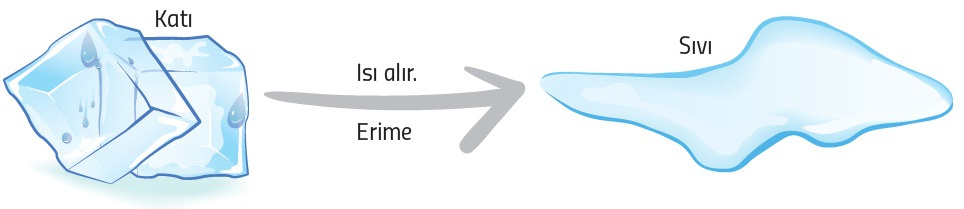 Katı
Isı alır.
Erime
Sıvı